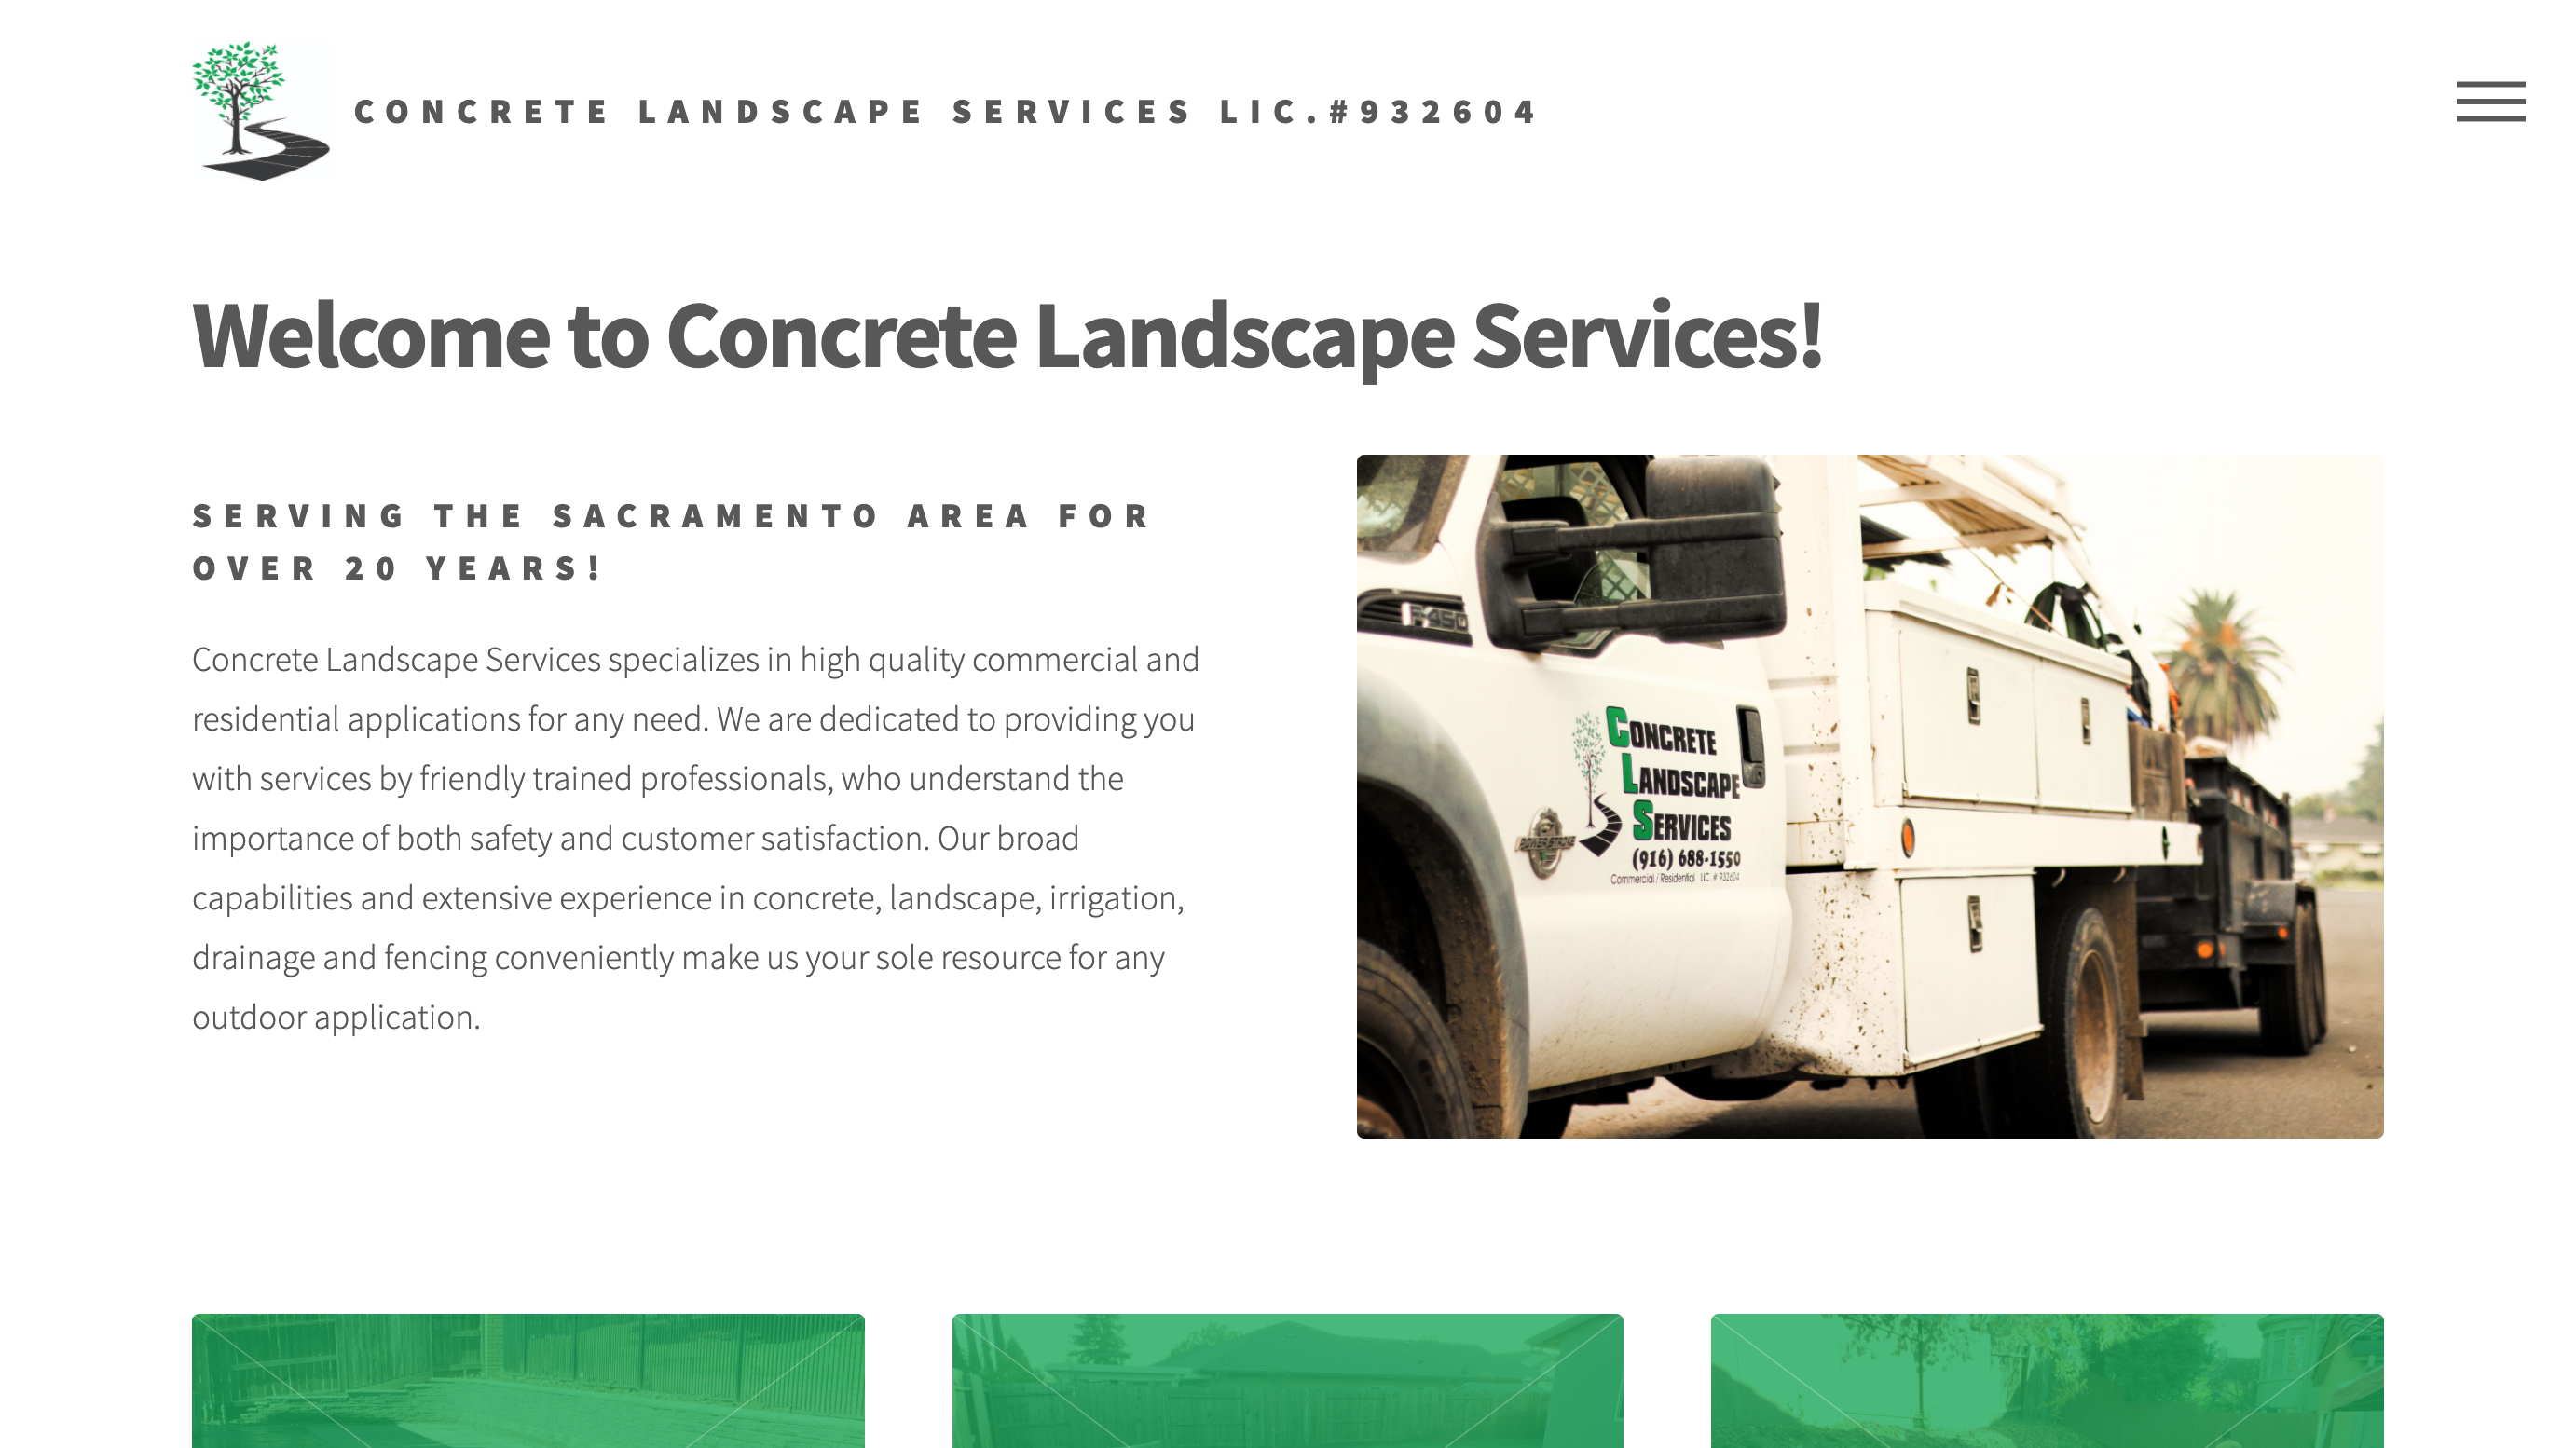 CONCRETE LANDSCAPE SERVICES LIC.#932604
Welcome to Concrete Landscape Services!
SERVING THE SACRAMENTO AREA FOR
OVER 20 YEARS!
Concrete Landscape Services specializes in high quality commercial and
residential applications for any need. We are dedicated to providing you
with services by friendly trained professionals, who understand the
importance of both safety and customer satisfaction. Our broad
capabilities and extensive experience in concrete, landscape, irrigation,
drainage and fencing conveniently make us your sole resource for any
outdoor application.
F-450
CONCRETE
LANDSCAPE
SERVICES
POWER STROKE
(916) 688-1550
Commercial / Residential LIC. # 932604